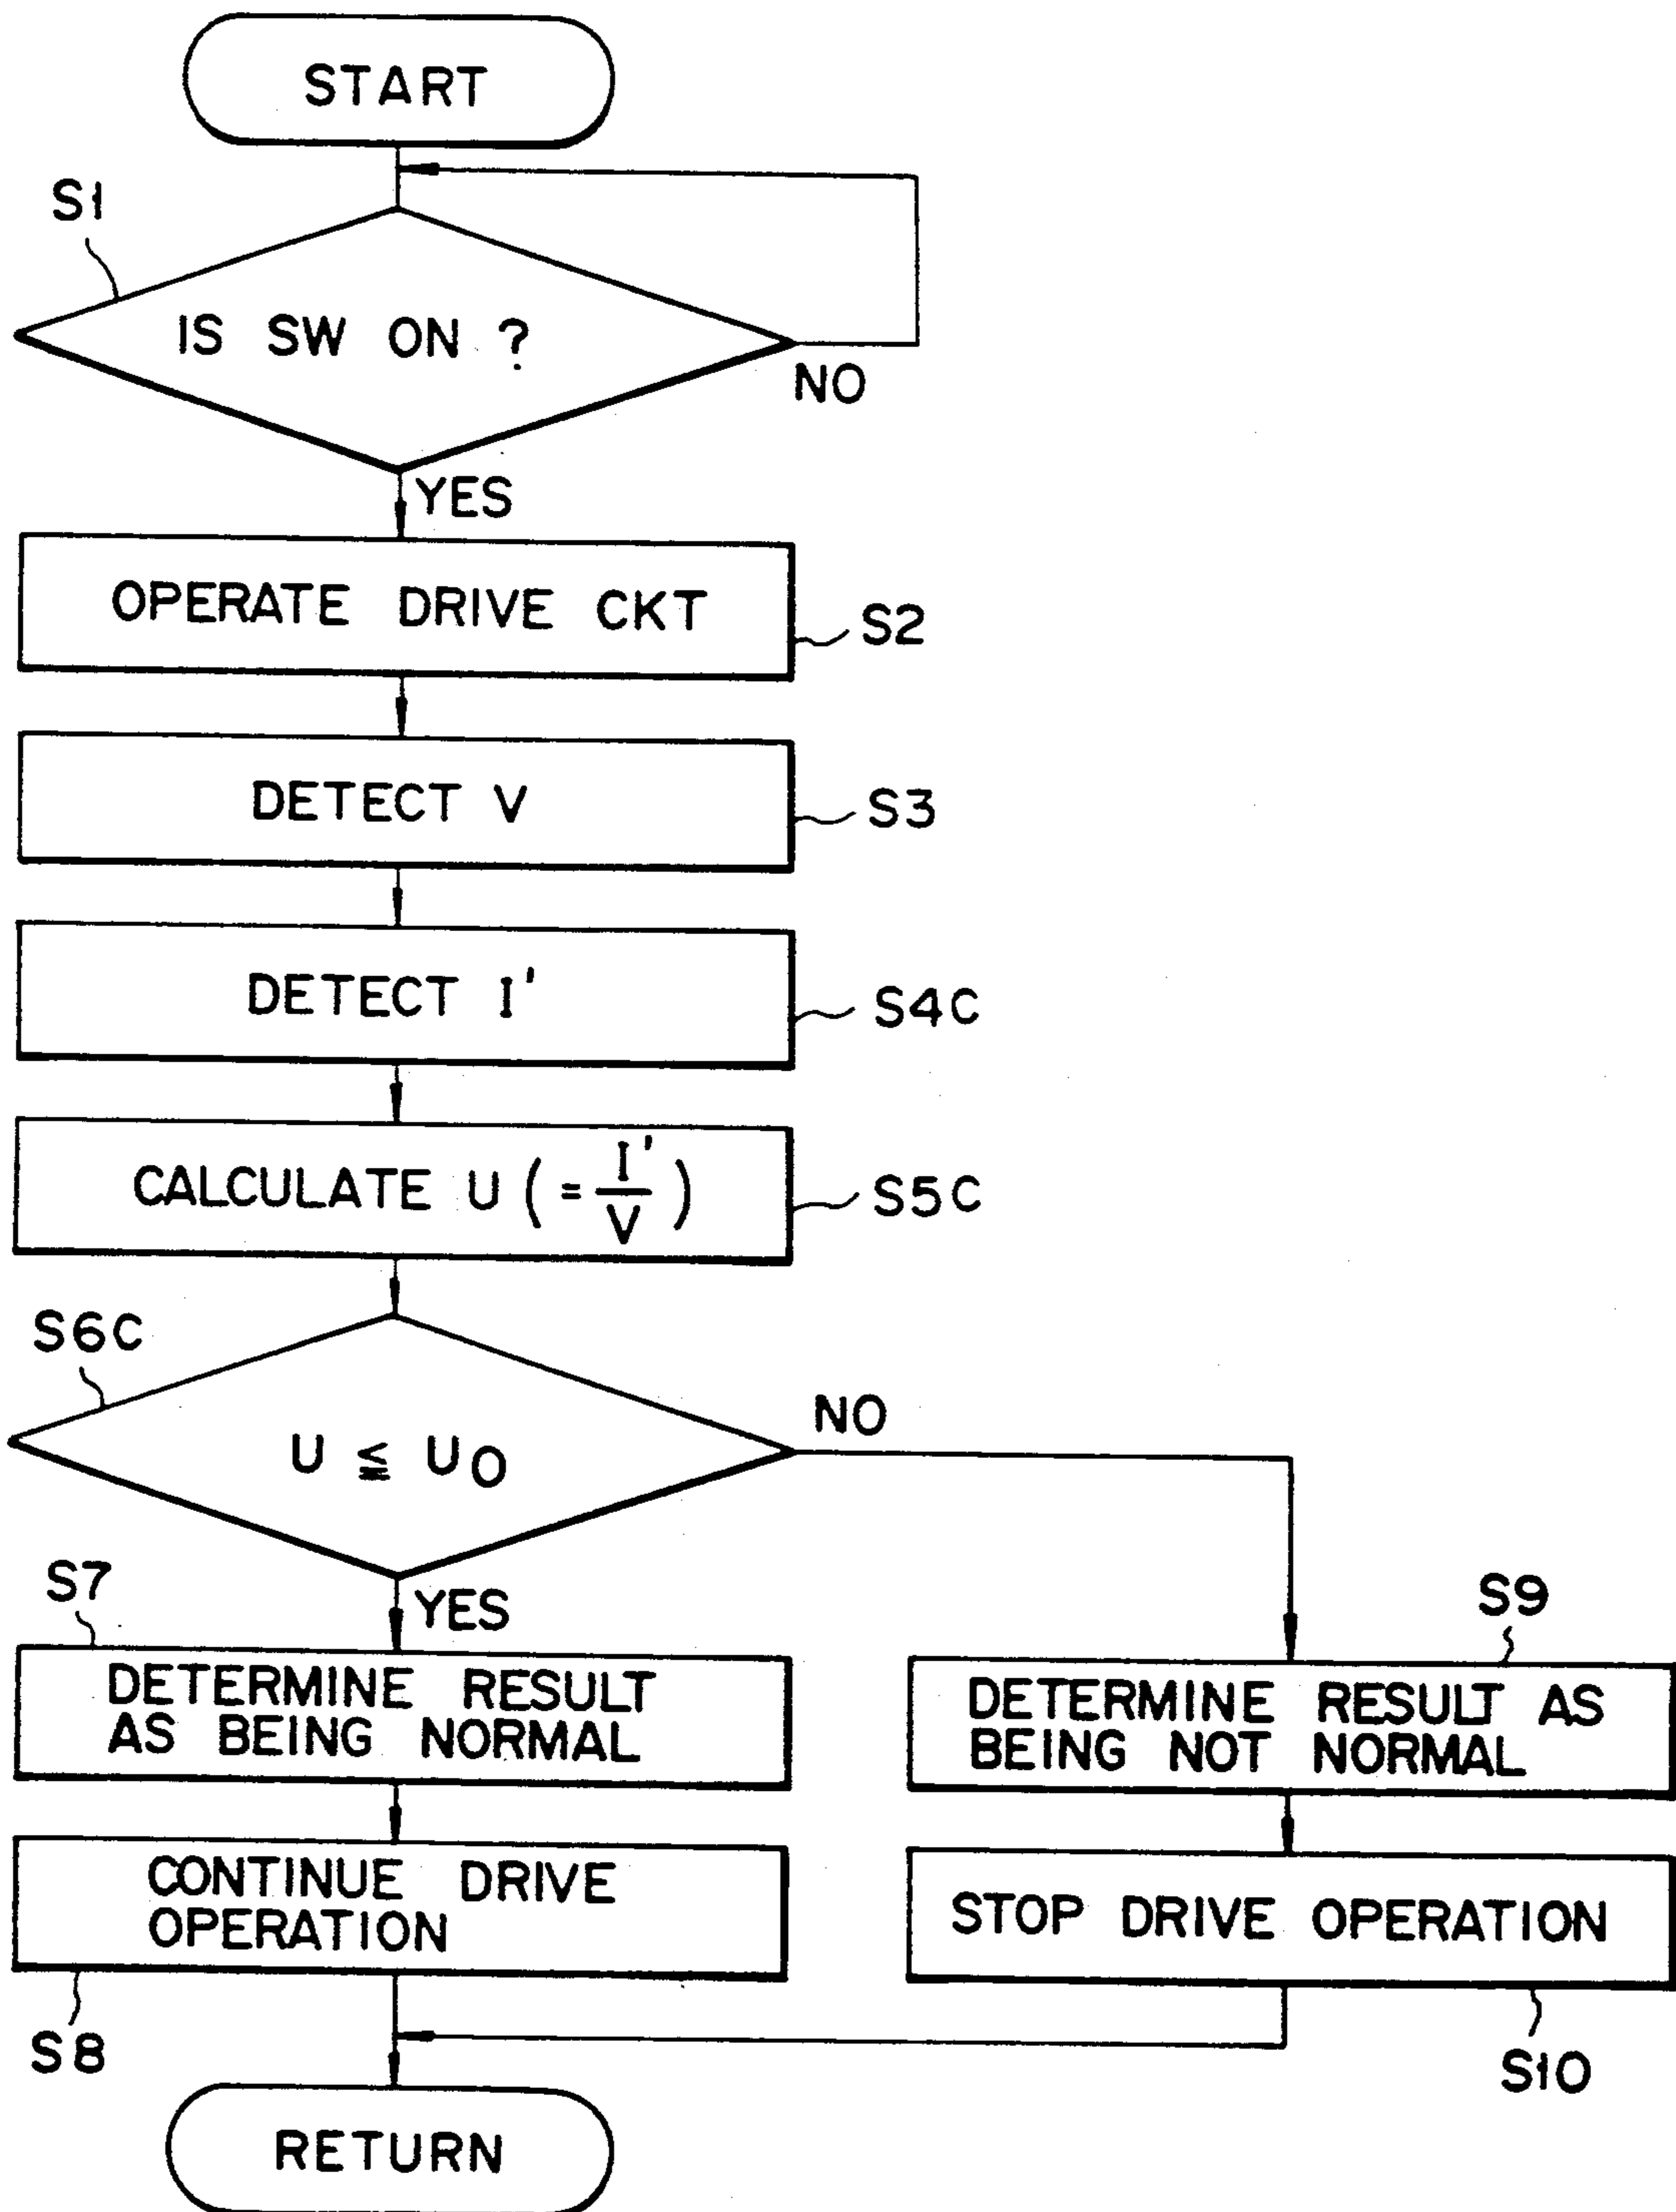 START
S1
IS SW ON ?
NO
YES
OPERATE DRIVE CKT
S2
DETECT V
S3
DETECT I'
S4C
CALCULATE U (= I'/V)
S5C
S6C
U ≦ U0
NO
YES
S7
DETERMINE RESULT
AS BEING NORMAL
S9
DETERMINE RESULT AS
BEING NOT NORMAL
CONTINUE DRIVE
OPERATION
S8
STOP DRIVE OPERATION
S10
RETURN